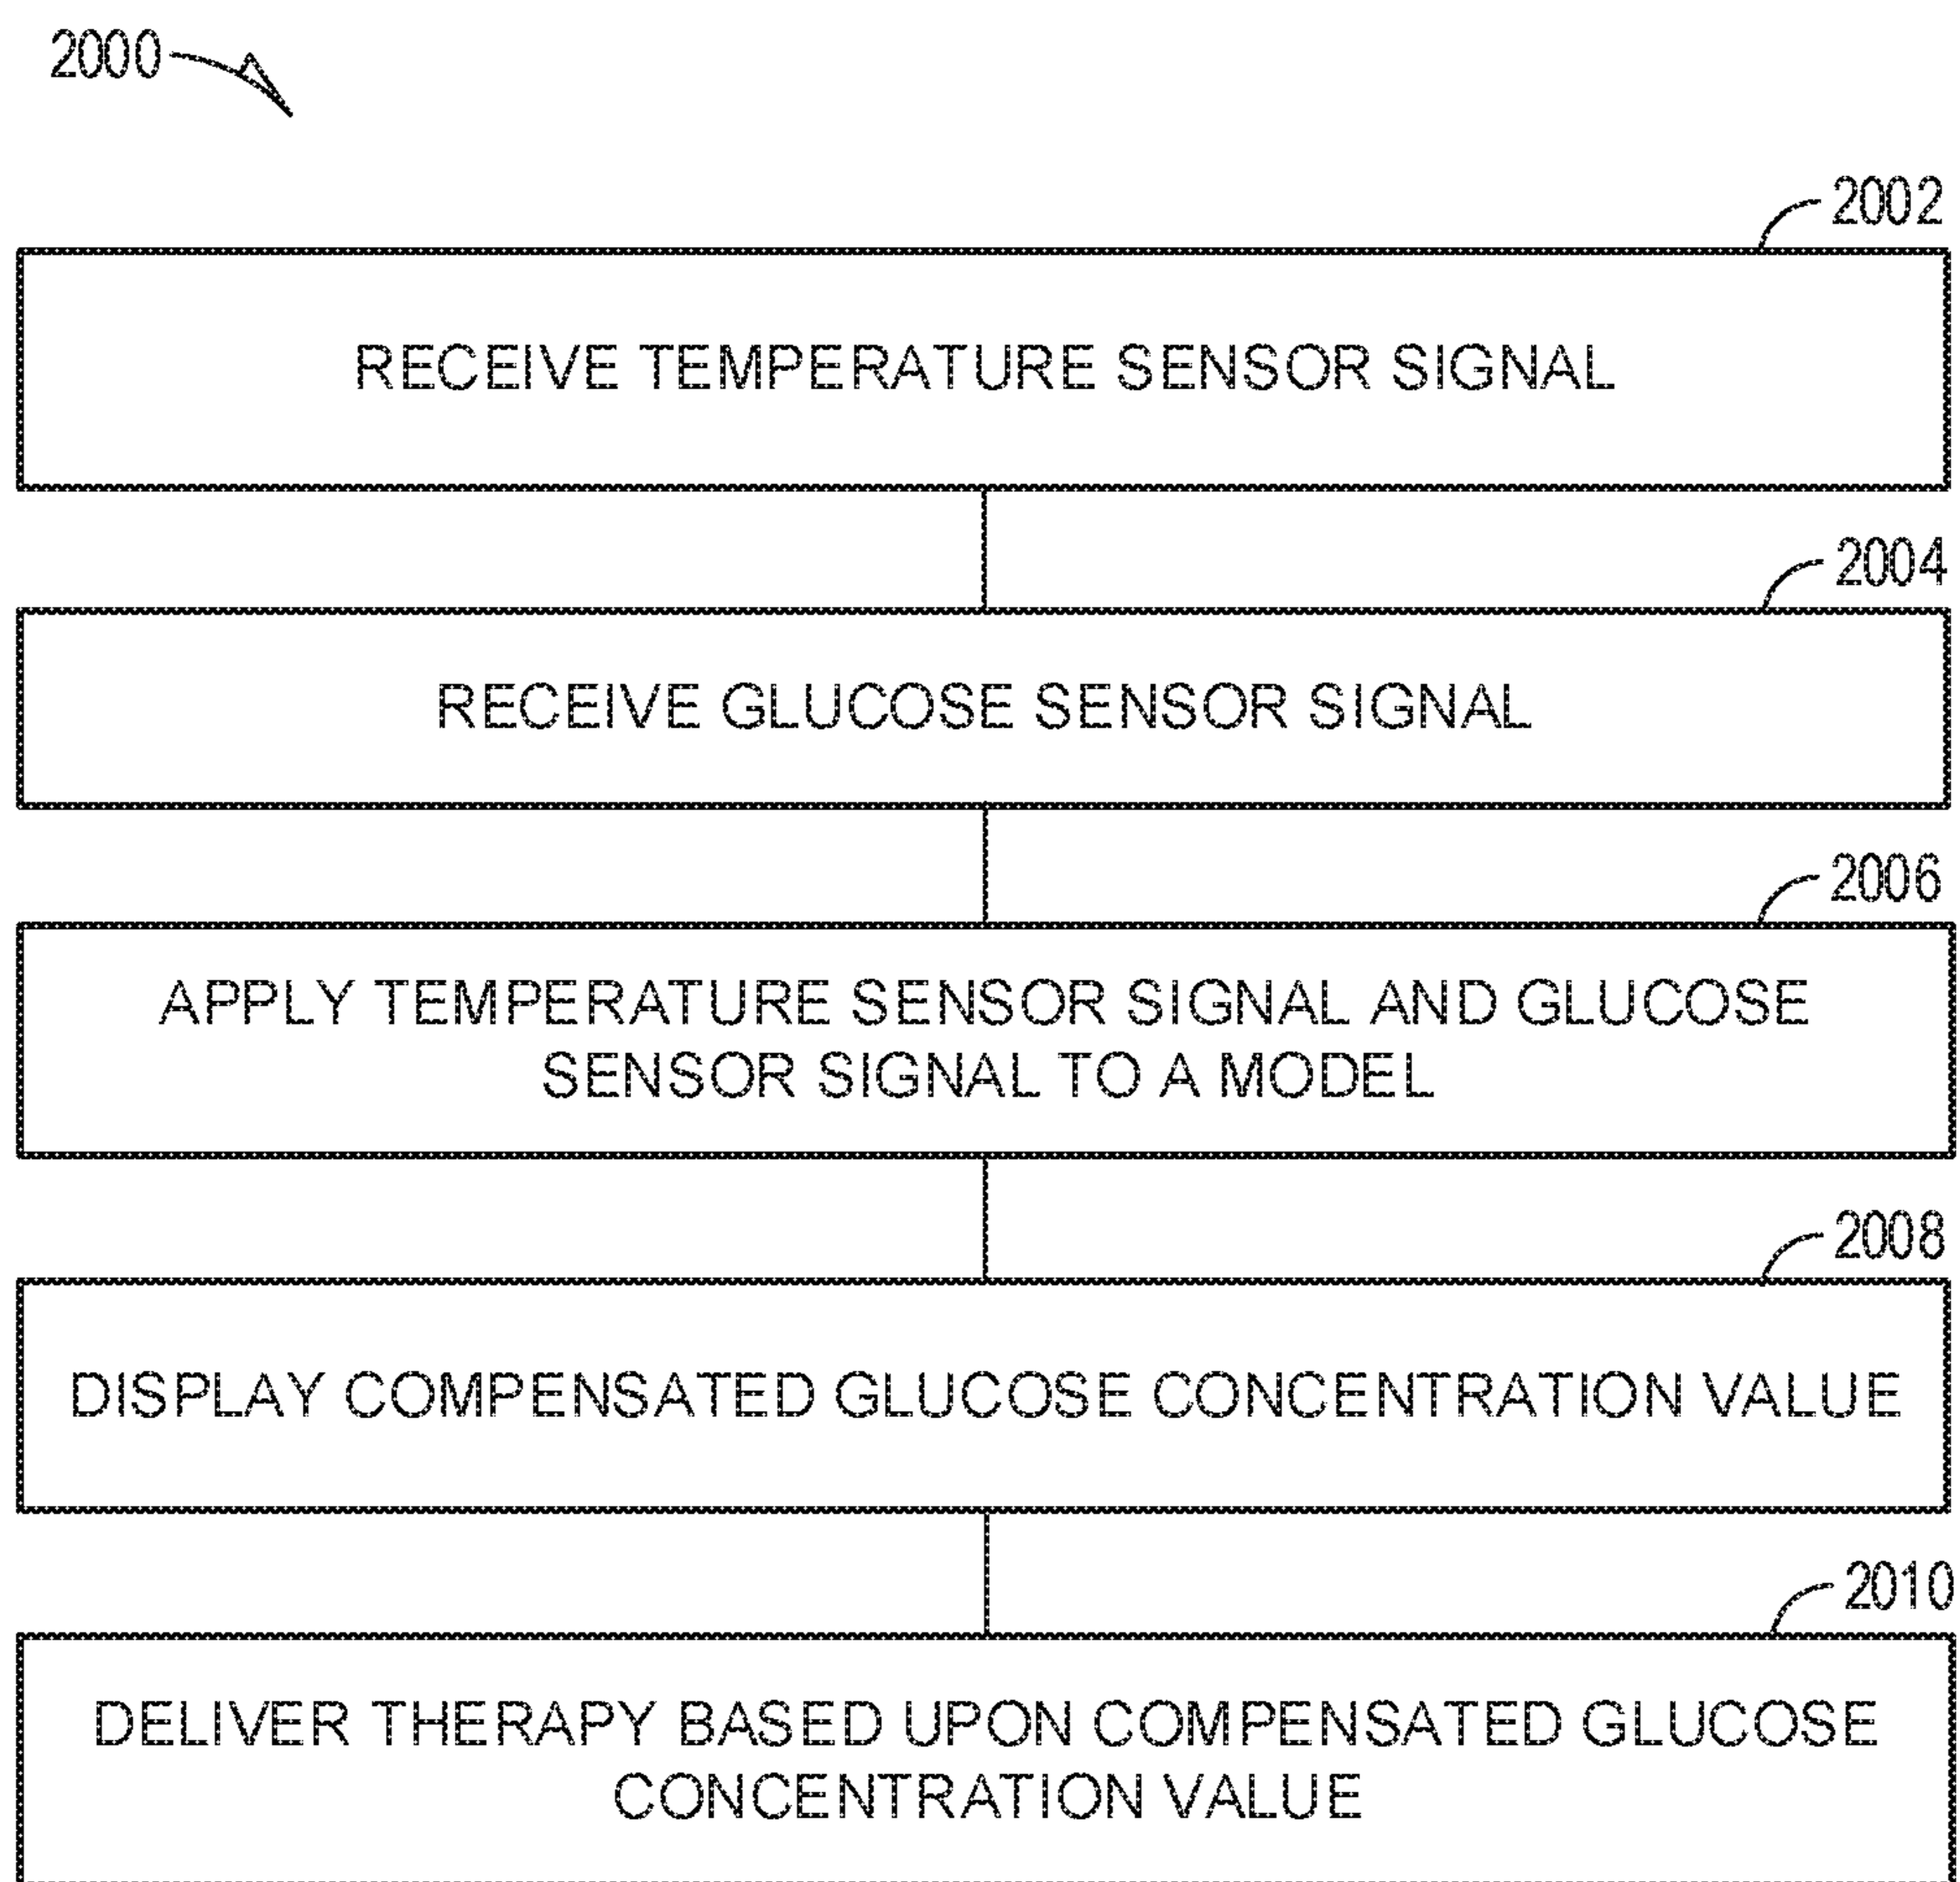 2000
2002
RECEIVE TEMPERATURE SENSOR SIGNAL
2004
RECEIVE GLUCOSE SENSOR SIGNAL
2006
APPLY TEMPERATURE SENSOR SIGNAL AND GLUCOSE
SENSOR SIGNAL TO A MODEL
2008
DISPLAY COMPENSATED GLUCOSE CONCENTRATION VALUE
2010
DELIVER THERAPY BASED UPON COMPENSATED GLUCOSE
CONCENTRATION VALUE